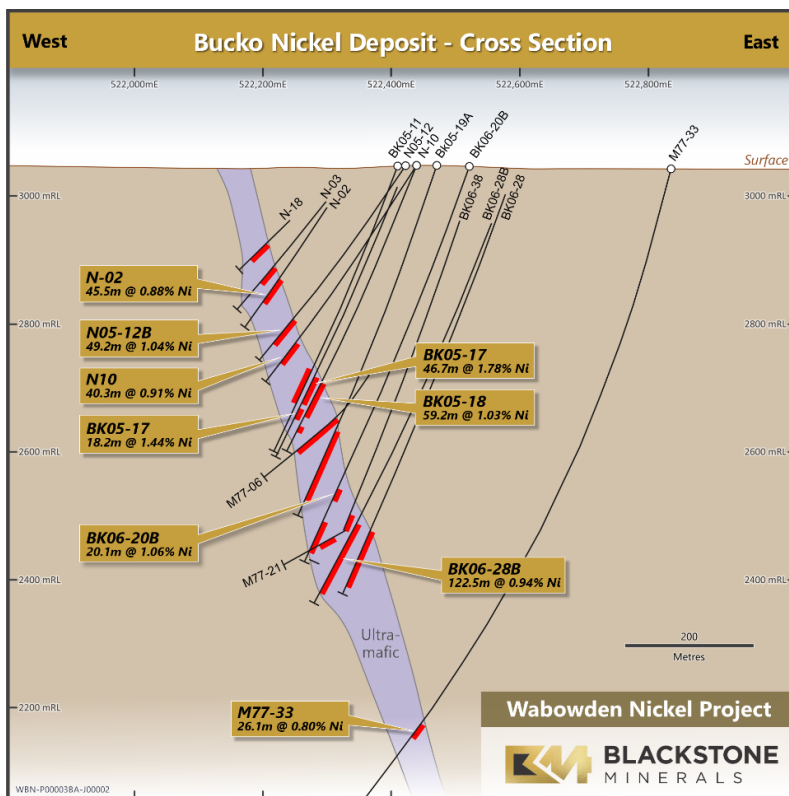 West
Bucko Nickel Deposit - Cross Section
East
522,000mE
522,200mE
522,400mE
522,600mE
522,800mE
BK05-11
N05-12
N-10
Bk05-19A
BK06-20B
M77-33
Surface
3000 mRL
3000 mRL
N-18
N-03
N-02
BK06-38
BK06-28B
BK06-28
N-02
45.5m @ 0.88% Ni
2800 mRL
2800 mRL
N05-12B
49.2m @ 1.04% Ni
N10
40.3m @ 0.91% Ni
BK05-17
46.7m @ 1.78% Ni
BK05-18
59.2m @ 1.03% Ni
BK05-17
18.2m @ 1.44% Ni
2600 mRL
2600 mRL
M77-06
BK06-20B
20.1m @ 1.06% Ni
M77-21
BK06-28B
122.5m @ 0.94% Ni
2400 mRL
2400 mRL
Ultra-
mafic
200
Metres
2200 mRL
M77-33
26.1m @ 0.80% Ni
Wabowden Nickel Project
BLACKSTONE
MINERALS
WBN-P00003BA-J00002